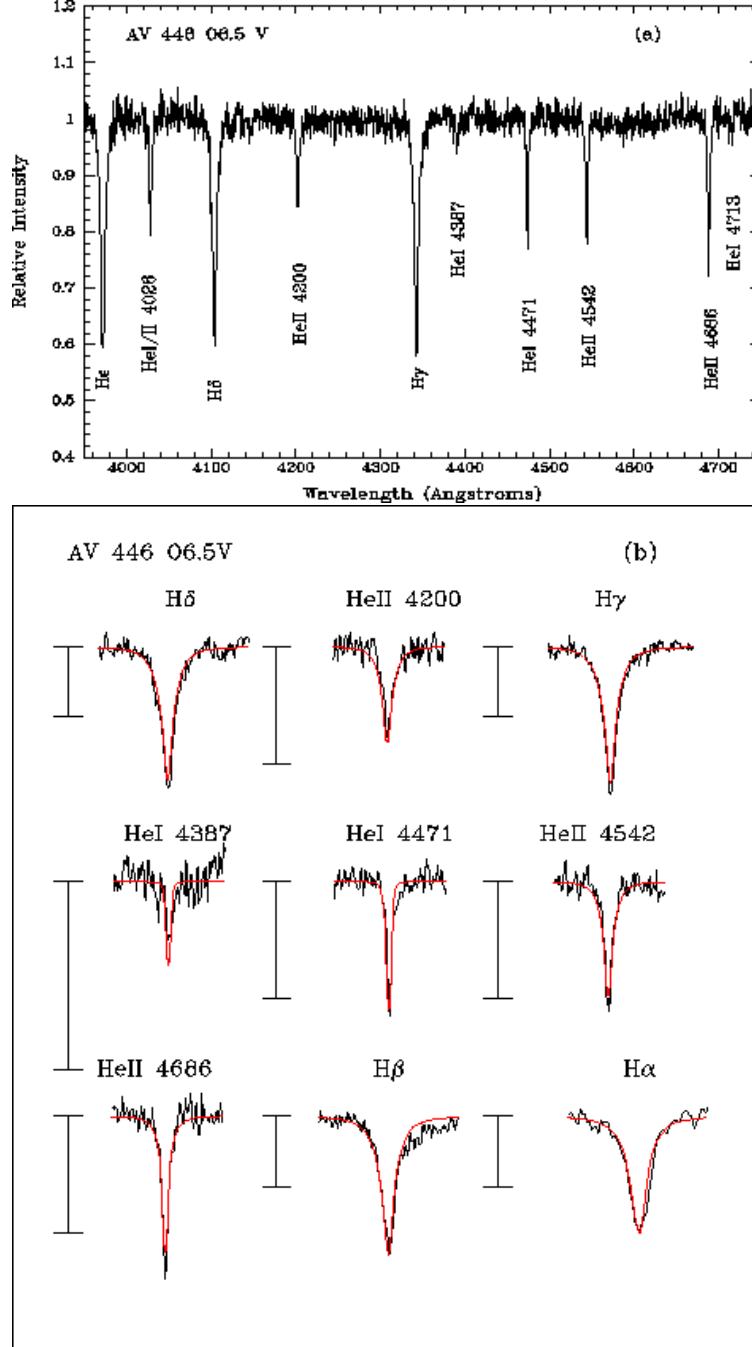 1.2
AV 446 O6.5 V (a)
1.1
1
0.9
0.8
0.7
0.6
0.5
0.4
Relative Intensity
Hε
HeI/II 4026
Hδ
HeII 4200
Hγ
HeI 4387
HeI 4471
HeII 4542
HeII 4686
HeI 4713
4000 4100 4200 4300 4400 4500 4600 4700
Wavelength (Angstroms)
AV 446 O6.5V (b)
Hδ HeII 4200 Hγ
HeI 4387 HeI 4471 HeII 4542
HeII 4686 Hβ Hα